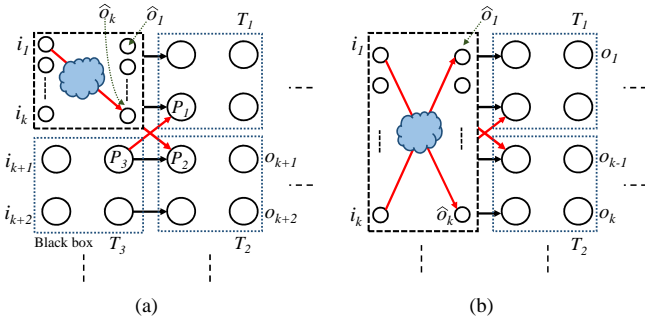 ô_k ô_1 T_1
i_1
i_k P_1
i_{k+1} P_3 P_2 o_{k+1}
i_{k+2} o_{k+2}
Black box T_3 T_2
(a)
ô_1 T_1
i_1 o_1
o_{k-1}
i_k ô_k o_k
T_2
(b)